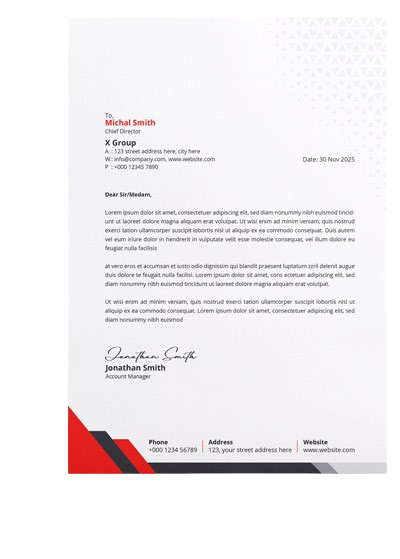 To,
Michal Smith
Chief Director
X Group
A : 123 street address here, city here
W : info@company.com, www.website.com
P : +000 12345 7890
Date: 30 Nov 2025
Dear Sir/Medam,
Lorem ipsum dolor sit amet, consectetuer adipiscing elit, sed diam nonummy nibh euismod tincid-
unt ut laoreet dolore magna aliquam erat volutpat. Ut wisi enim ad minim veniam, quis nostrud
exerci tation ullamcorper suscipit lobortis nisl ut aliquip ex ea commodo consequat. Duis autem
vel eum iriure dolor in hendrerit in vulputate velit esse molestie consequat, vel illum dolore eu
feugiat nulla facilisis
at vero eros et accumsan et iusto odio dignissim qui blandit praesent luptatum zzril delenit augue
duis dolore te feugait nulla facilisi. Lorem ipsum dolor sit amet, cons ectetuer adipiscing elit, sed
diam nonummy nibh euismod tincidunt ut laoreet dolore magna aliquam erat volutpat.
Ut wisi enim ad minim veniam, quis nostrud exerci tation ullamcorper suscipit lobortis nisl ut
aliquip ex ea commodo consequat. Lorem ipsum dolor sit amet, consectetuer adipiscing elit, sed
diam nonummy nibh euismod
Jonathan Smith
Jonathan Smith
Account Manager
Phone Address Website
+000 1234 56789 123, your street address here www.website.com